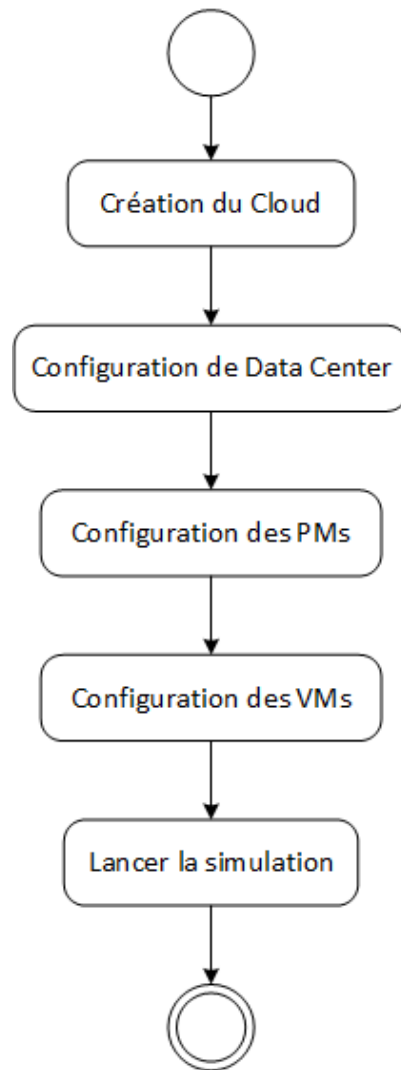 Création du Cloud
Configuration de Data Center
Configuration des PMs
Configuration des VMs
Lancer la simulation